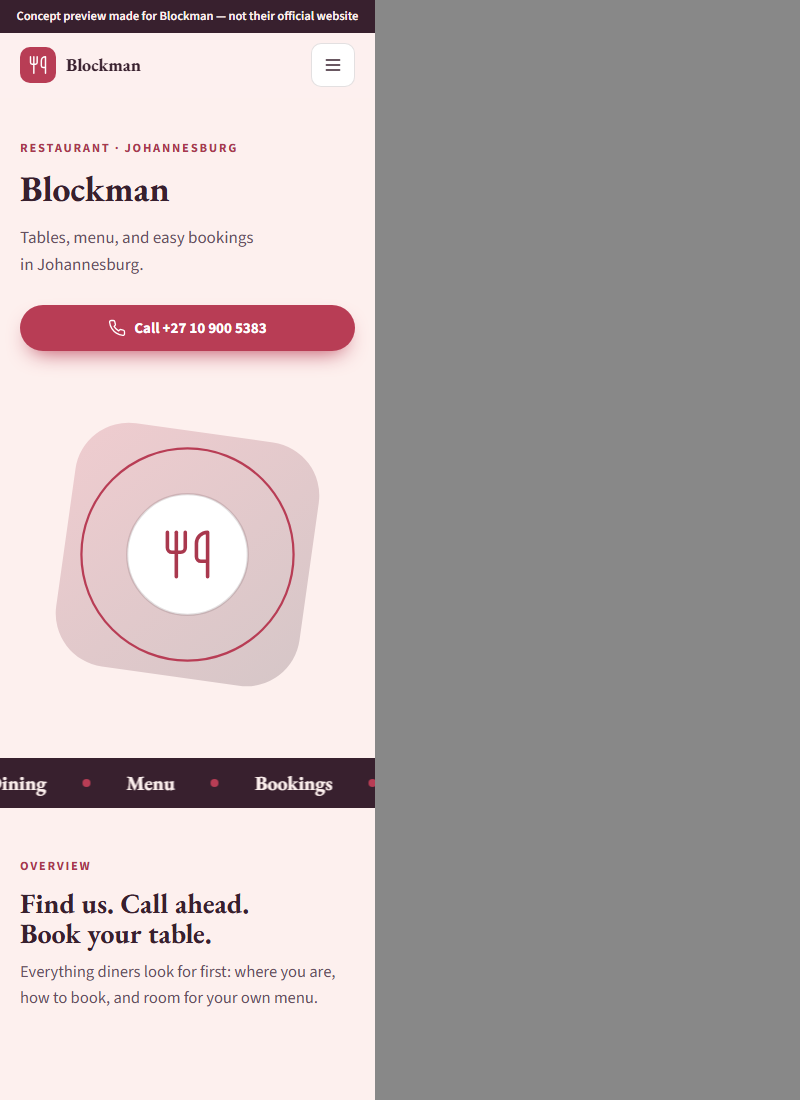 Concept preview made for Blockman — not their official website
Blockman
RESTAURANT · JOHANNESBURG
Blockman
Tables, menu, and easy bookings
in Johannesburg.
Call +27 10 900 5383
ining • Menu • Bookings •
OVERVIEW
Find us. Call ahead.
Book your table.
Everything diners look for first: where you are,
how to book, and room for your own menu.